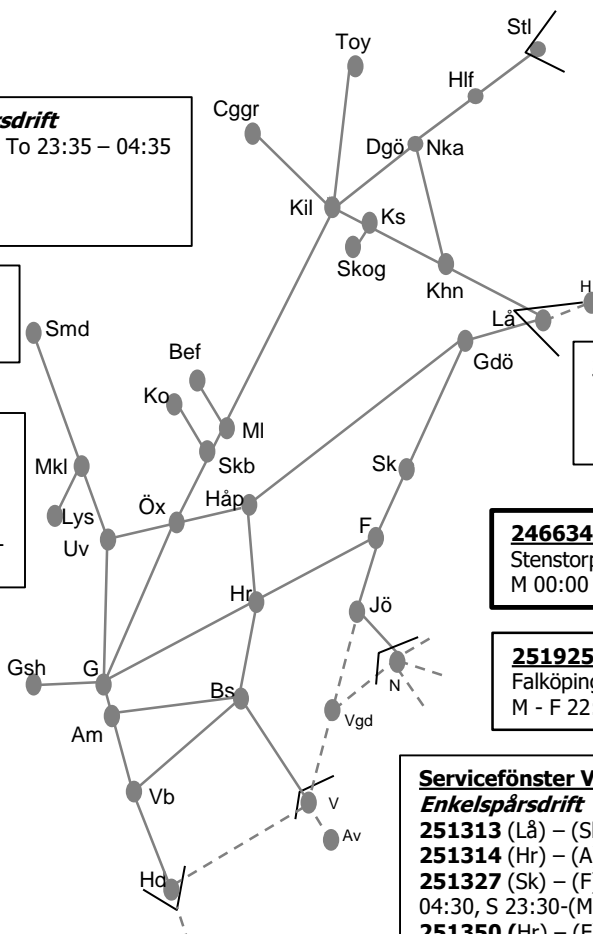 Stl
Toy
Hlf
Cggr
sdrift
To 23:35 – 04:35
Dgö
Nka
Kil
Ks
Skog
Khn
H
Lå
Gdö
Smd
Bef
Ko
Ml
Skb
Sk
Mkl
Öx
Håp
Lys
Uv
F
246634
Stenstorp
M 00:00
Hr
Jö
Gsh
G
N
251925
Falköping
M - F 22:
Bs
Am
Vgd
Vb
V
Av
Servicefönster V
Enkelspårsdrift
251313 (Lå) – (Sk
251314 (Hr) – (A
251327 (Sk) – (F)
04:30, S 23:30-(M
251350 (Hr) – (F
Hd